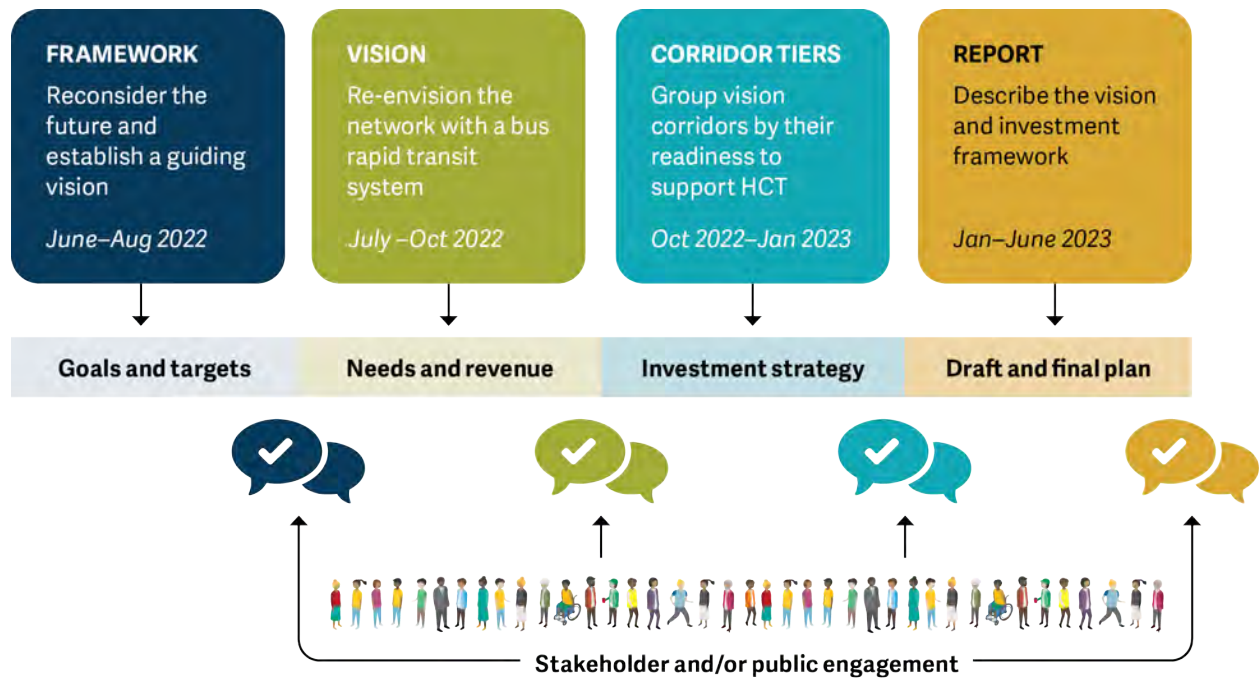 FRAMEWORK
Reconsider the
future and
establish a guiding
vision
June–Aug 2022
VISION
Re-envision the
network with a bus
rapid transit
system
July –Oct 2022
CORRIDOR TIERS
Group vision
corridors by their
readiness to
support HCT
Oct 2022–Jan 2023
REPORT
Describe the vision
and investment
framework
Jan–June 2023
Goals and targets
Needs and revenue
Investment strategy
Draft and final plan
Stakeholder and/or public engagement